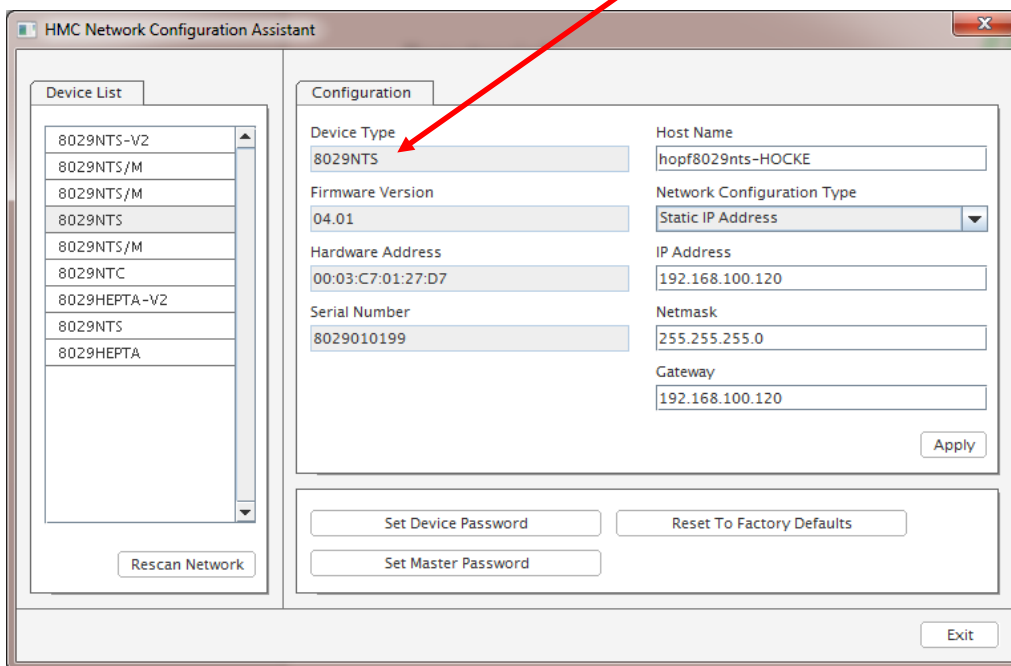 HMC Network Configuration Assistant
Device List
8029NTS-V2
8029NTS/M
8029NTS/M
8029NTS
8029NTS/M
8029NTC
8029HEPTA-V2
8029NTS
8029HEPTA
Rescan Network
Configuration
Device Type
8029NTS
Firmware Version
04.01
Hardware Address
00:03:C7:01:27:D7
Serial Number
8029010199
Host Name
hopf8029nts-HOCKE
Network Configuration Type
Static IP Address
IP Address
192.168.100.120
Netmask
255.255.255.0
Gateway
192.168.100.120
Apply
Set Device Password
Reset To Factory Defaults
Set Master Password
Exit